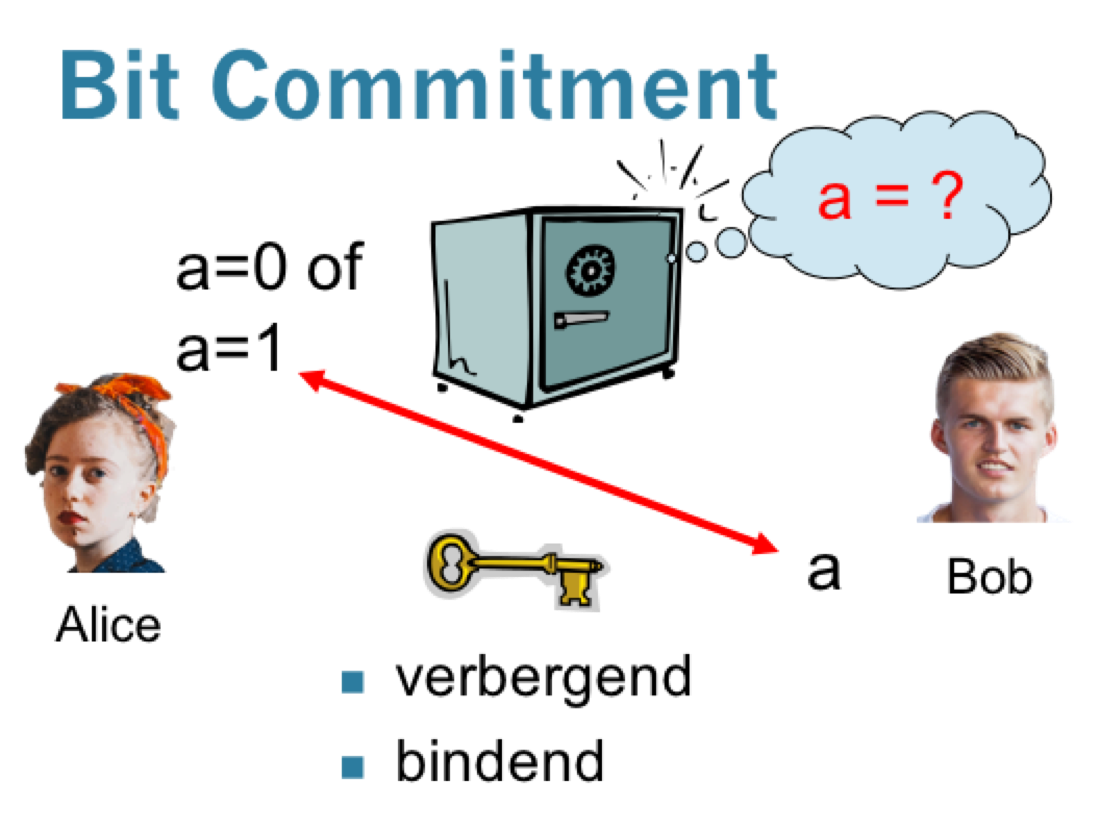 Bit Commitment
a = ?
a=0 of
a=1
a
Bob
Alice
verbergend
bindend